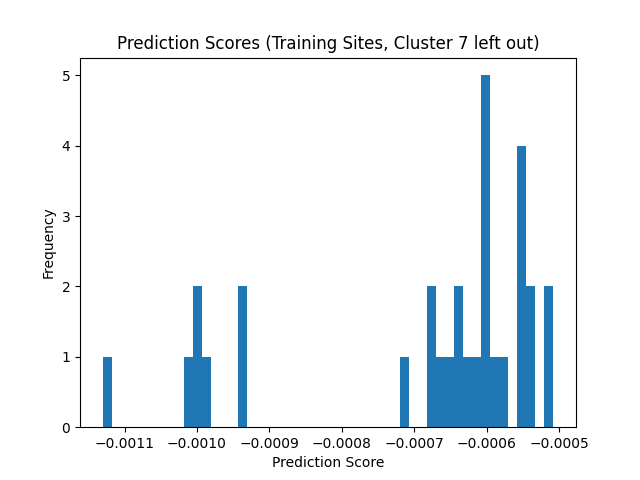 Prediction Scores (Training Sites, Cluster 7 left out)
5
4
3
2
1
0
Frequency
−0.0011 −0.0010 −0.0009 −0.0008 −0.0007 −0.0006 −0.0005
Prediction Score